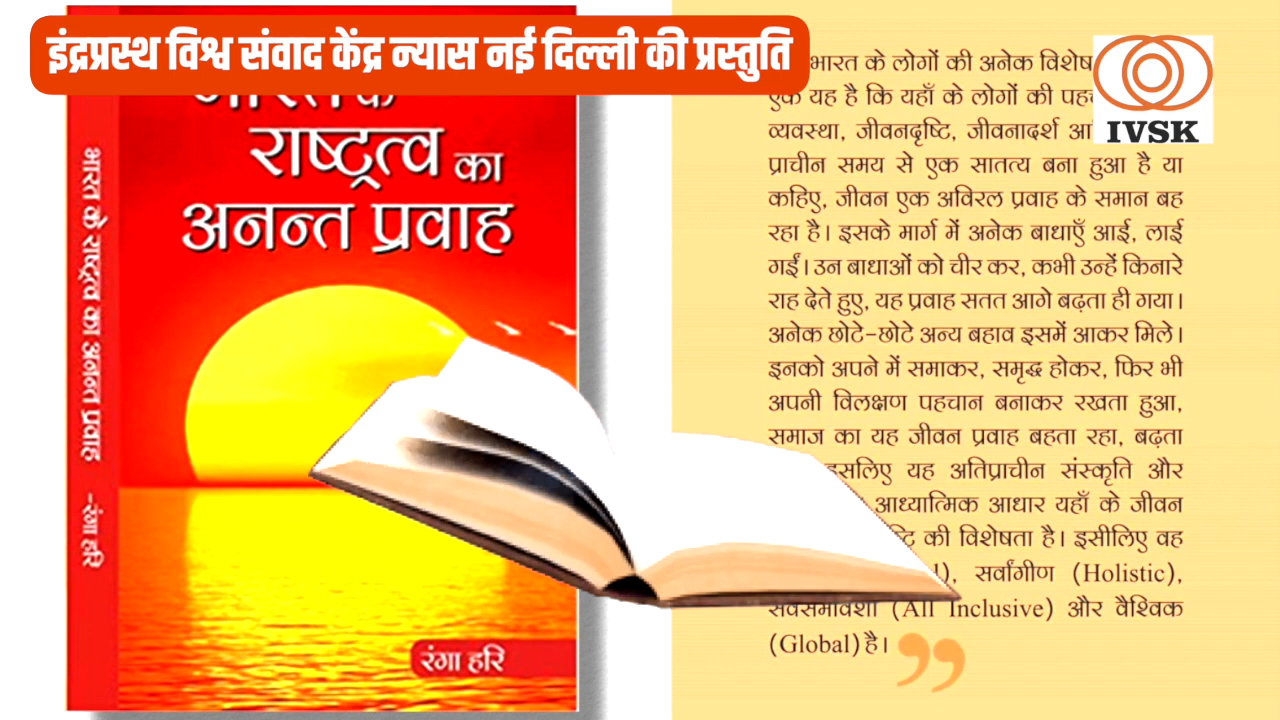 इंद्रप्रस्थ विश्व संवाद केंद्र न्यास नई दिल्ली की प्रस्तुति
भारत के
राष्ट्रत्व का
अनन्त प्रवाह
रंगा हरि
भारत के राष्ट्रत्व का अनन्त प्रवाह -रंगा हरि
IVSK
भारत के लोगों की अनेक
एक यह है कि यहाँ के लोगों की
व्यवस्था, जीवनदृष्टि, जीवनादर्श
प्राचीन समय से एक सातत्य बना हुआ है या
कहिए, जीवन एक अविरल प्रवाह के समान बह
रहा है। इसके मार्ग में अनेक बाधाएँ आई, लाई
गईं। उन बाधाओं को चीर कर, कभी उन्हें किनारे
राह देते हुए, यह प्रवाह सतत आगे बढ़ता ही गया।
अनेक छोटे-छोटे अन्य बहाव इसमें आकर मिले।
इनको अपने में समाकर, समृद्ध होकर, फिर भी
अपनी विलक्षण पहचान बनाकर रखता हुआ,
समाज का यह जीवन प्रवाह बहता रहा, बढ़ता
इसलिए यह अतिप्राचीन संस्कृति और
आध्यात्मिक आधार यहाँ के जीवन
की विशेषता है। इसीलिए वह
सर्वांगीण (Holistic),
सर्वसमावेशी (All Inclusive) और वैश्विक
(Global) है।